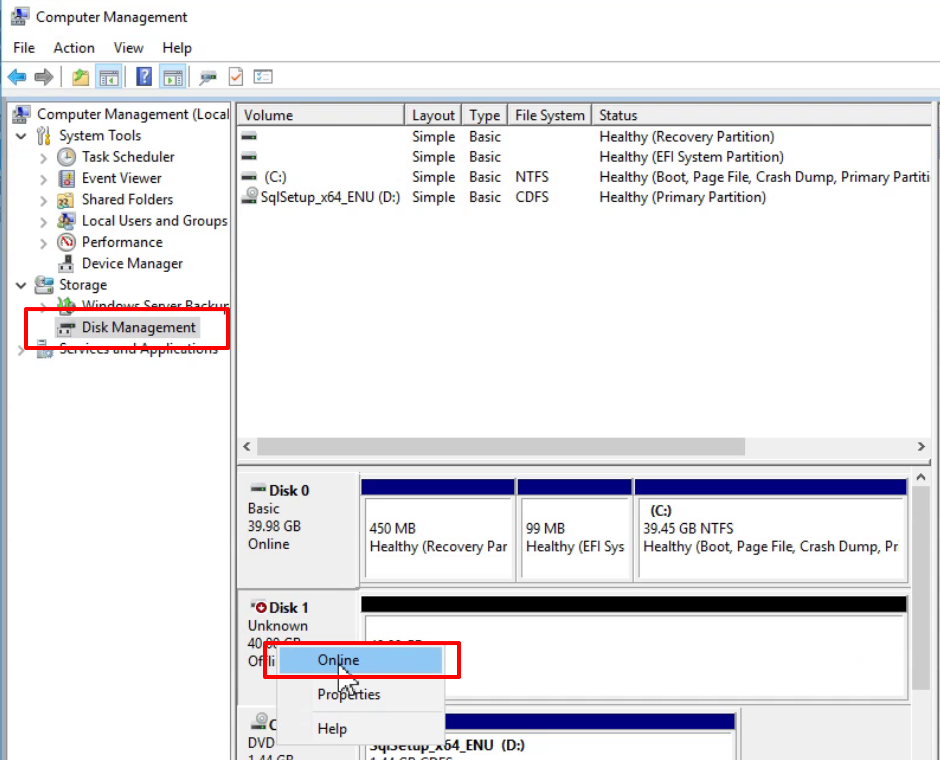 Computer Management
File Action View Help
Computer Management (Local
System Tools
Task Scheduler
Event Viewer
Shared Folders
Local Users and Groups
Performance
Device Manager
Storage
Windows Server Backup
Disk Management
Services and Applications
Volume Layout Type File System Status
Simple Basic Healthy (Recovery Partition)
Simple Basic Healthy (EFI System Partition)
(C:) Simple Basic NTFS Healthy (Boot, Page File, Crash Dump, Primary Partiti
SqlSetup_x64_ENU (D:) Simple Basic CDFS Healthy (Primary Partition)
Disk 0
Basic
39.98 GB
Online
450 MB
Healthy (Recovery Par
99 MB
Healthy (EFI Sys
(C:)
39.45 GB NTFS
Healthy (Boot, Page File, Crash Dump, Pr
Disk 1
Unknown
40.00 GB
Offli
Online
Properties
Help
DVD
1.44 GB
SqlSetup_x64_ENU (D:)
1.44 GB CDFS